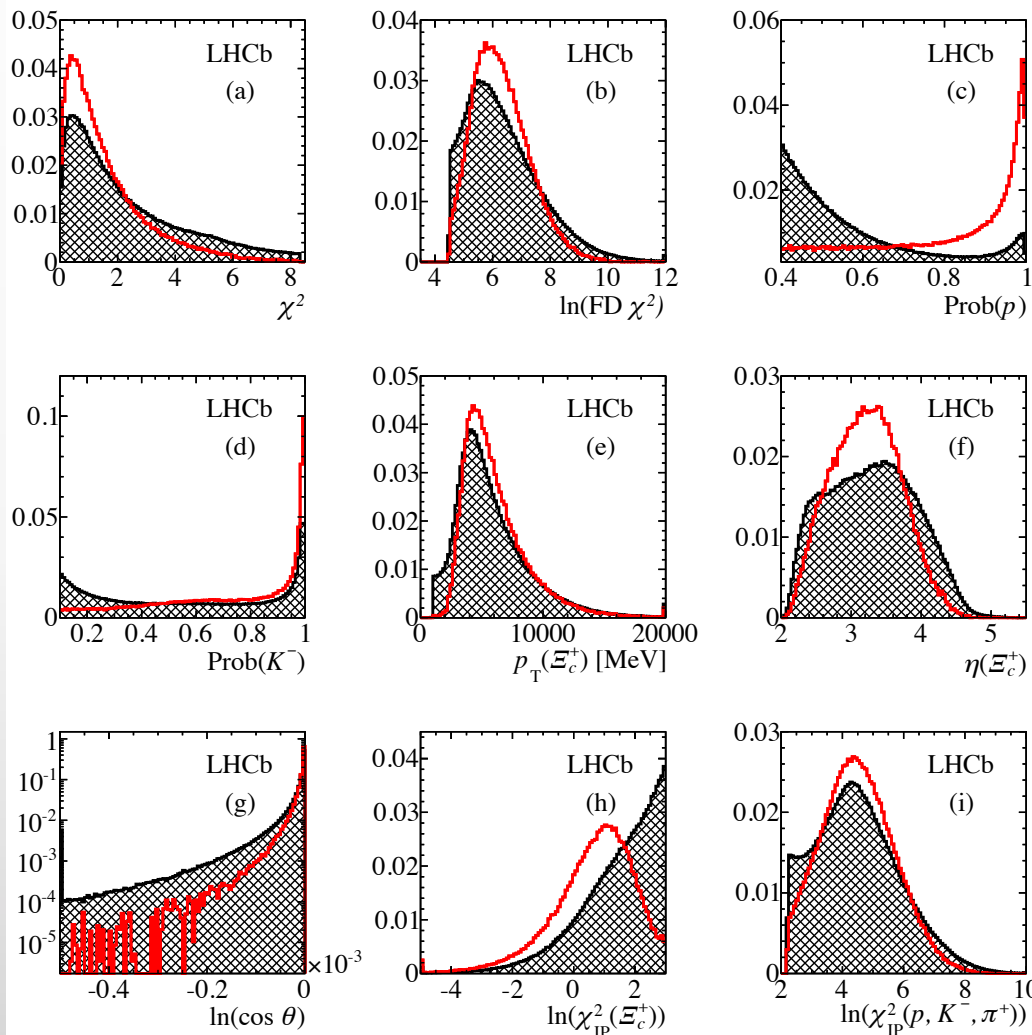 0.05
0.04
0.03
0.02
0.01
0
0 2 4 6 8
LHCb
(a)
χ²
0.04
0.03
0.02
0.01
0
4 6 8 10 12
LHCb
(b)
ln(FD χ²)
0.06
0.04
0.02
0.4 0.6 0.8 1
LHCb
(c)
Prob(p)
0.1
0.05
0
0.2 0.4 0.6 0.8 1
LHCb
(d)
Prob(K⁻)
0.05
0.04
0.03
0.02
0.01
0
0 10000 20000
LHCb
(e)
p_T(Ξ_c⁺) [MeV]
0.03
0.02
0.01
0
2 3 4 5
LHCb
(f)
η(Ξ_c⁺)
1
10⁻¹
10⁻²
10⁻³
10⁻⁴
10⁻⁵
-0.4 -0.2 0
×10⁻³
LHCb
(g)
ln(cos θ)
0.04
0.03
0.02
0.01
0
-4 -2 0 2
LHCb
(h)
ln(χ²_IP(Ξ_c⁺))
0.03
0.02
0.01
0
2 4 6 8 10
LHCb
(i)
ln(χ²_IP(p, K⁻, π⁺))